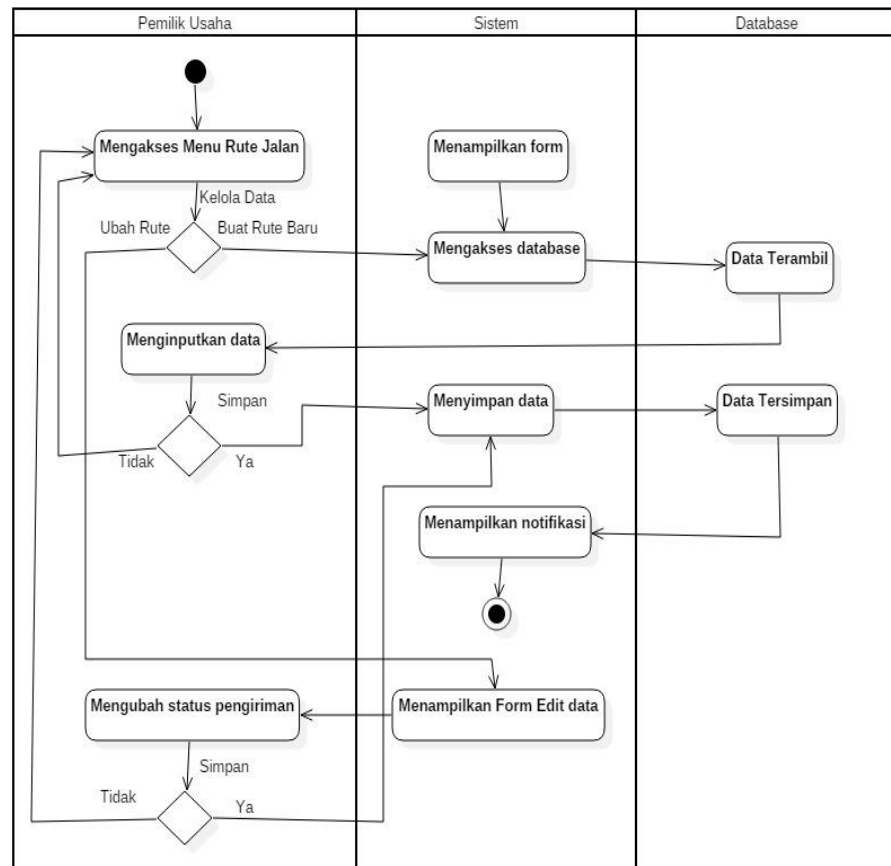 Pemilik Usaha
Sistem
Database
Mengakses Menu Rute Jalan
Menampilkan form
Kelola Data
Ubah Rute
Buat Rute Baru
Mengakses database
Data Terambil
Menginputkan data
Simpan
Menyimpan data
Data Tersimpan
Tidak
Ya
Menampilkan notifikasi
Mengubah status pengiriman
Menampilkan Form Edit data
Simpan
Tidak
Ya